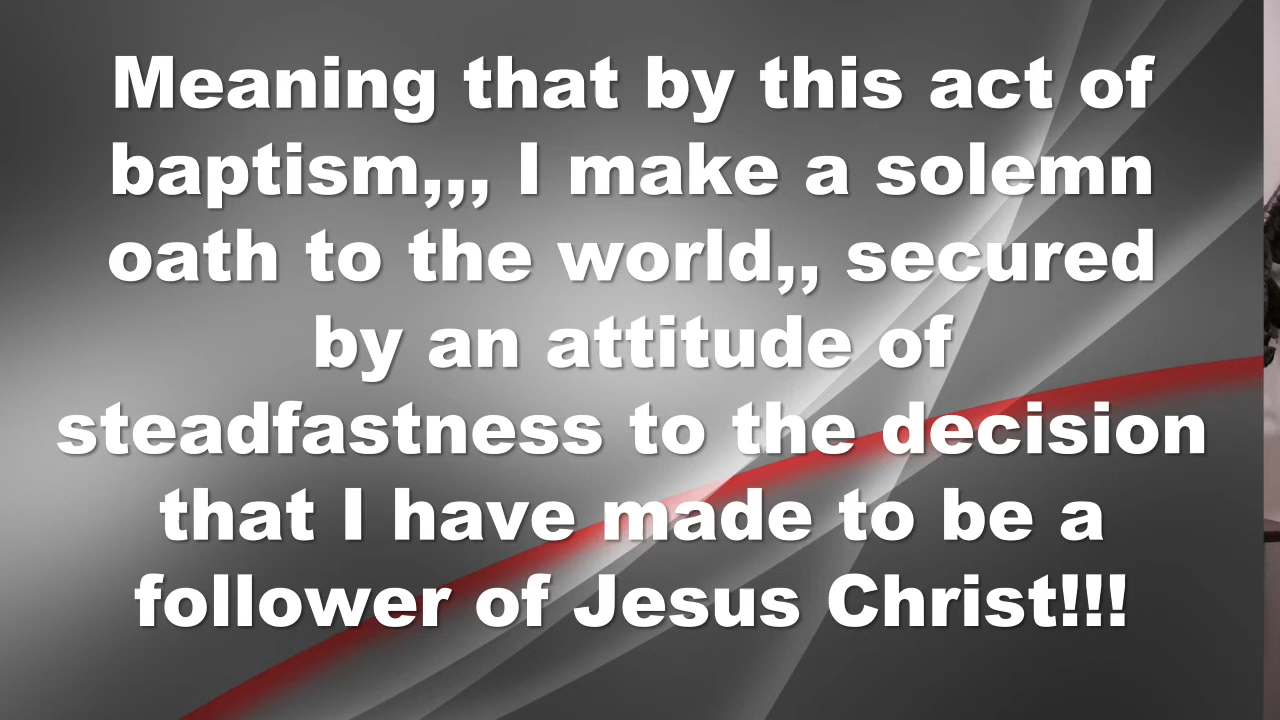 Meaning that by this act of
baptism,,, I make a solemn
oath to the world,, secured
by an attitude of
steadfastness to the decision
that I have made to be a
follower of Jesus Christ!!!